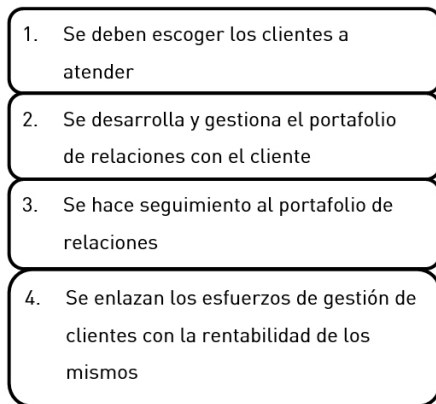 1. Se deben escoger los clientes a
atender
2. Se desarrolla y gestiona el portafolio
de relaciones con el cliente
3. Se hace seguimiento al portafolio de
relaciones
4. Se enlazan los esfuerzos de gestión de
clientes con la rentabilidad de los
mismos